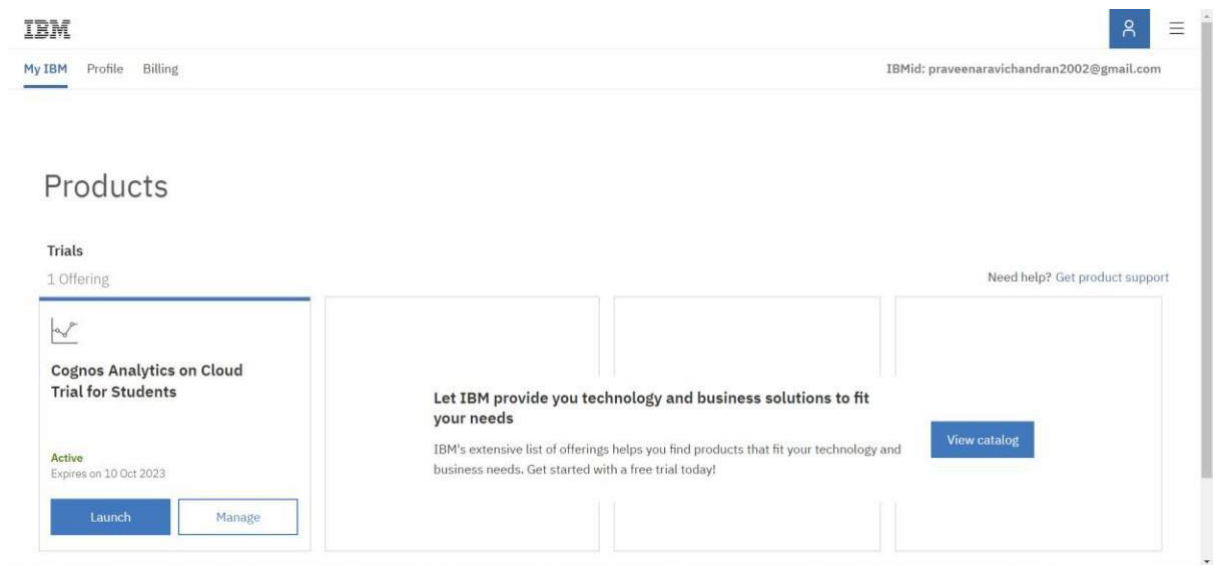 IBM
My IBM Profile Billing IBMid: praveenaravichandran2002@gmail.com
Products
Trials
1 Offering
Need help? Get product support
Cognos Analytics on Cloud
Trial for Students
Active
Expires on 10 Oct 2023
Launch Manage
Let IBM provide you technology and business solutions to fit
your needs
IBM's extensive list of offerings helps you find products that fit your technology and
business needs. Get started with a free trial today!
View catalog